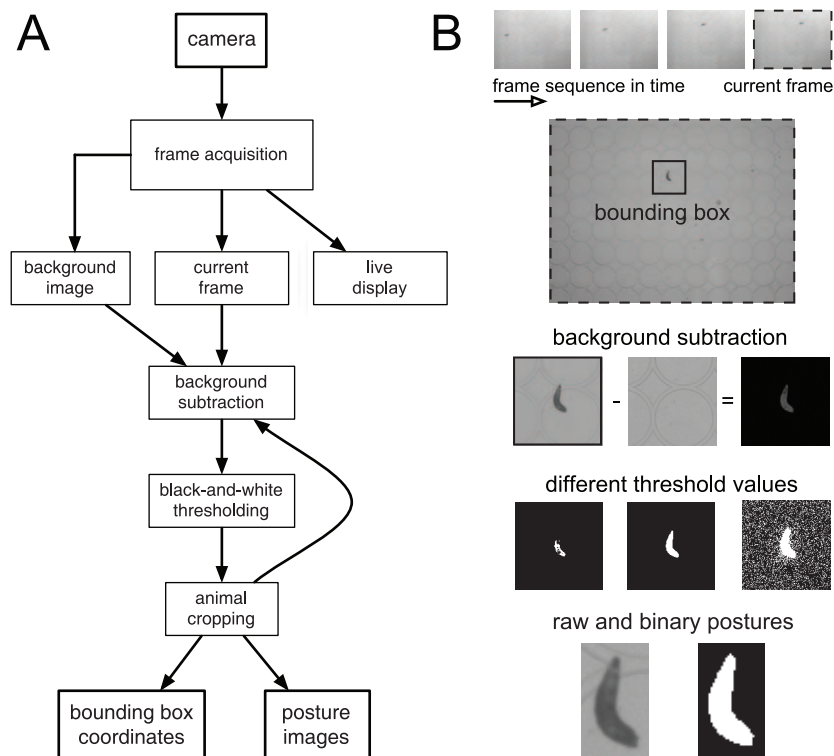 A
camera
frame acquisition
background
image
current
frame
live
display
background
subtraction
black-and-white
thresholding
animal
cropping
bounding box
coordinates
posture
images
B
frame sequence in time
current frame
bounding box
background subtraction
- =
different threshold values
raw and binary postures